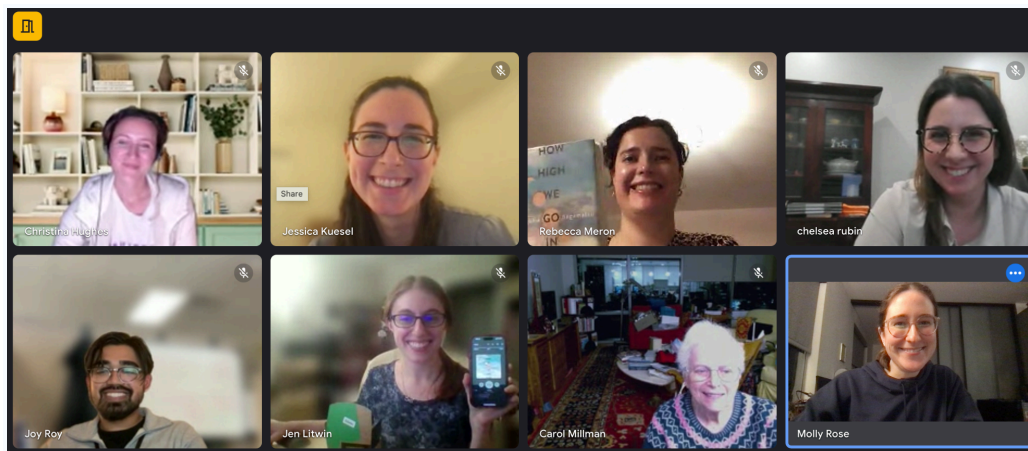 Share
Christina Hughes
Jessica Kuesel
HOW
HIGH
WE
GO
IN
Rebecca Meron
chelsea rubin
Joy Roy
Jen Litwin
Carol Millman
Molly Rose